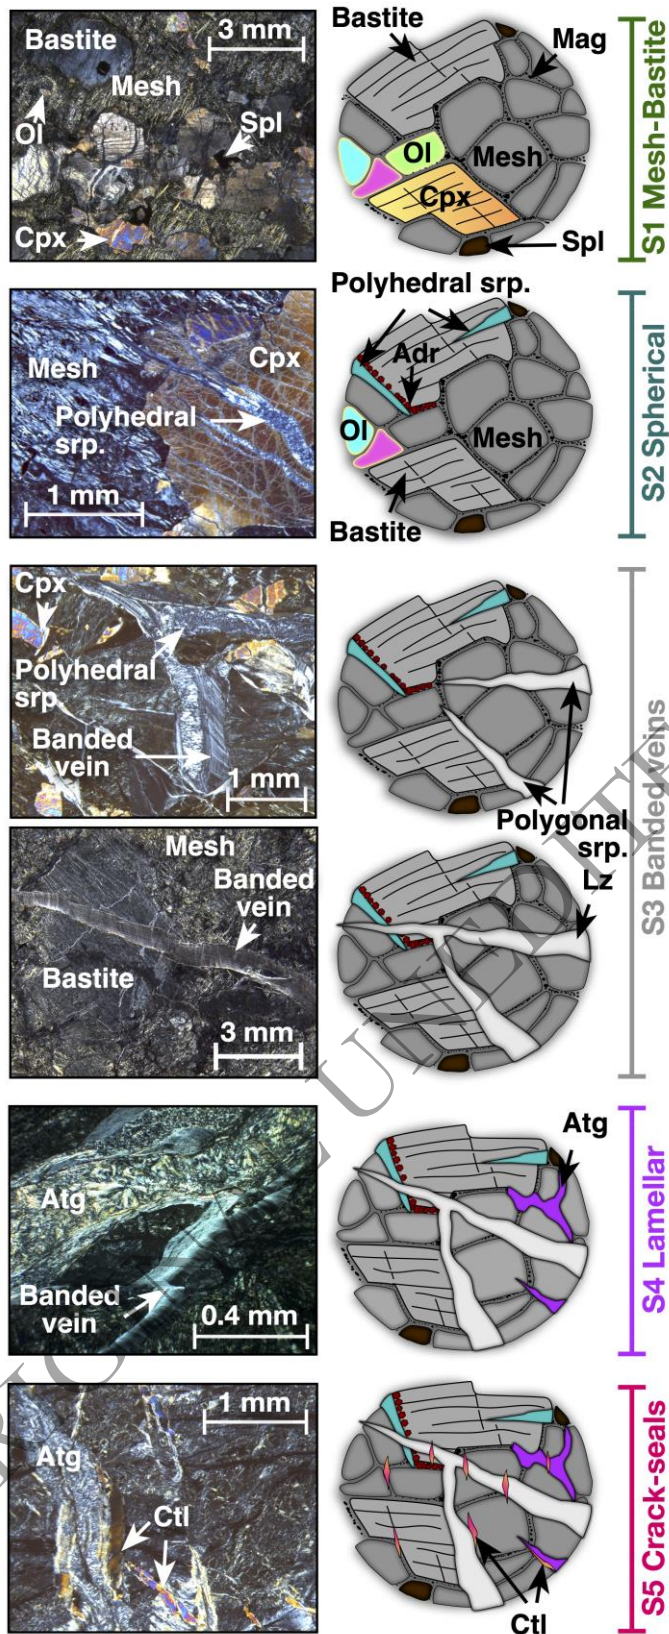 Bastite
3 mm
Mesh
Ol
Spl
Cpx
Bastite
Mag
Ol
Mesh
Cpx
Spl
S1 Mesh-Bastite
Mesh
Cpx
Polyhedral
srp.
1 mm
Polyhedral srp.
Adr
Ol
Mesh
Bastite
S2 Spherical
Cpx
Polyhedral
srp
Banded
vein
1 mm
Polygonal
srp.
Lz
Mesh
Banded
vein
Bastite
3 mm
S3 Banded veins
Atg
Banded
vein
0.4 mm
Atg
S4 Lamellar
1 mm
Atg
Ctl
Ctl
S5 Crack-seals